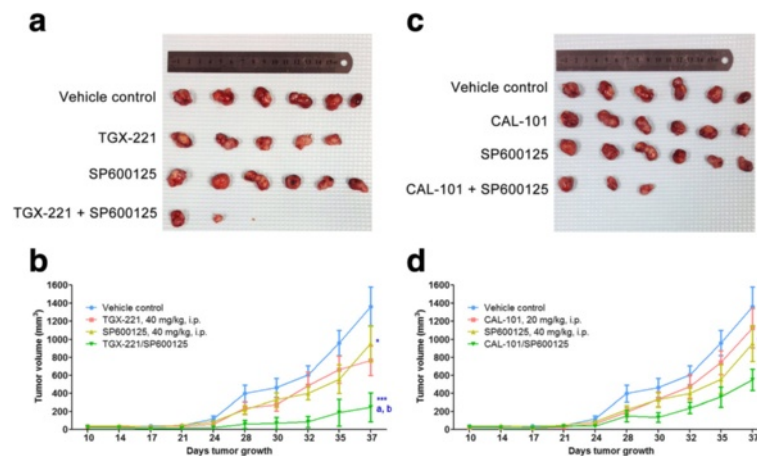 a
Vehicle control
TGX-221
SP600125
TGX-221 + SP600125
c
Vehicle control
CAL-101
SP600125
CAL-101 + SP600125
b
Tumor volume (mm³)
1600
1400
1200
1000
800
600
400
200
0
Vehicle control
TGX-221, 40 mg/kg, i.p.
SP600125, 40 mg/kg, i.p.
TGX-221/SP600125
*
***
a, b
10 14 17 21 24 28 30 32 35 37
Days tumor growth
d
Tumor volume (mm³)
1600
1400
1200
1000
800
600
400
200
0
Vehicle control
CAL-101, 20 mg/kg, i.p.
SP600125, 40 mg/kg, i.p.
CAL-101/SP600125
10 14 17 21 24 28 30 32 35 37
Days tumor growth